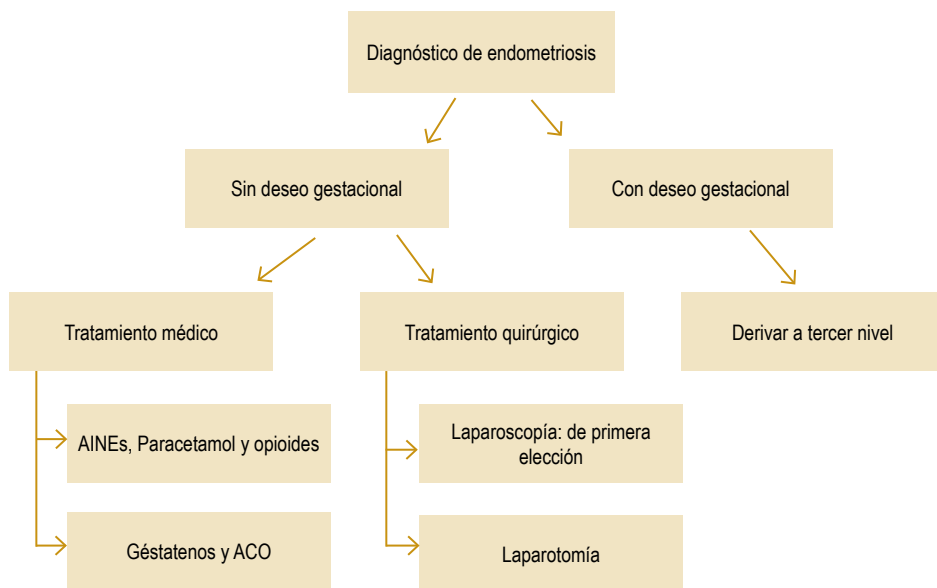 Diagnóstico de endometriosis
Sin deseo gestacional
Con deseo gestacional
Tratamiento médico
Tratamiento quirúrgico
Derivar a tercer nivel
AINEs, Paracetamol y opioides
Laparoscopía: de primera
elección
Géstatenos y ACO
Laparotomía